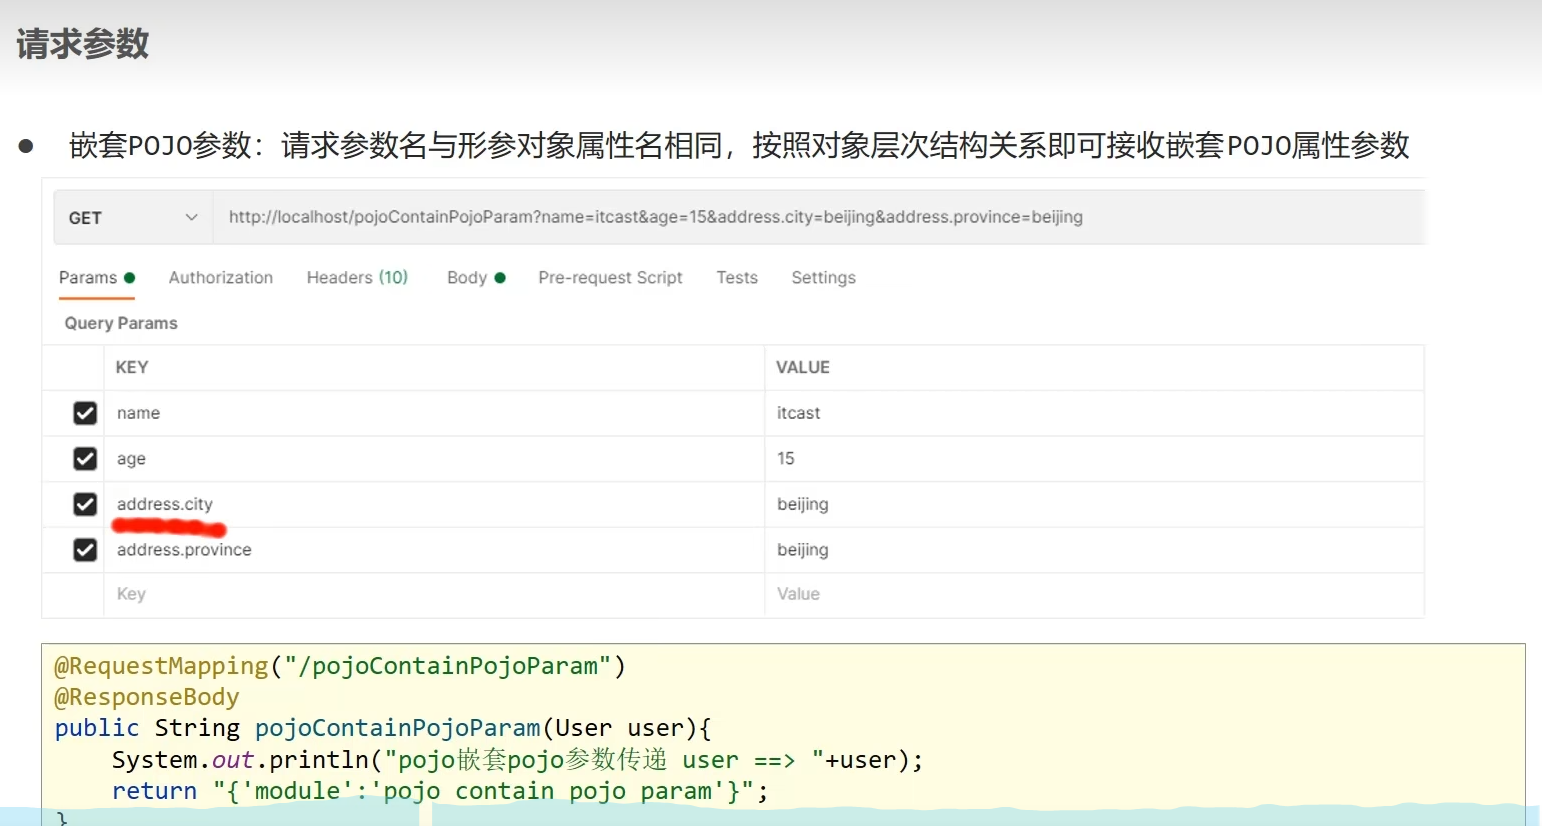 请求参数
● 嵌套POJO参数：请求参数名与形参对象属性名相同，按照对象层次结构关系即可接收嵌套POJO属性参数
GET http://localhost/pojoContainPojoParam?name=itcast&age=15&address.city=beijing&address.province=beijing
Params Authorization Headers (10) Body Pre-request Script Tests Settings
Query Params
KEY VALUE
name itcast
age 15
address.city beijing
address.province beijing
Key Value
@RequestMapping("/pojoContainPojoParam")
@ResponseBody
public String pojoContainPojoParam(User user){
    System.out.println("pojo嵌套pojo参数传递 user ==> "+user);
    return "{'module':'pojo contain pojo param'}";
}